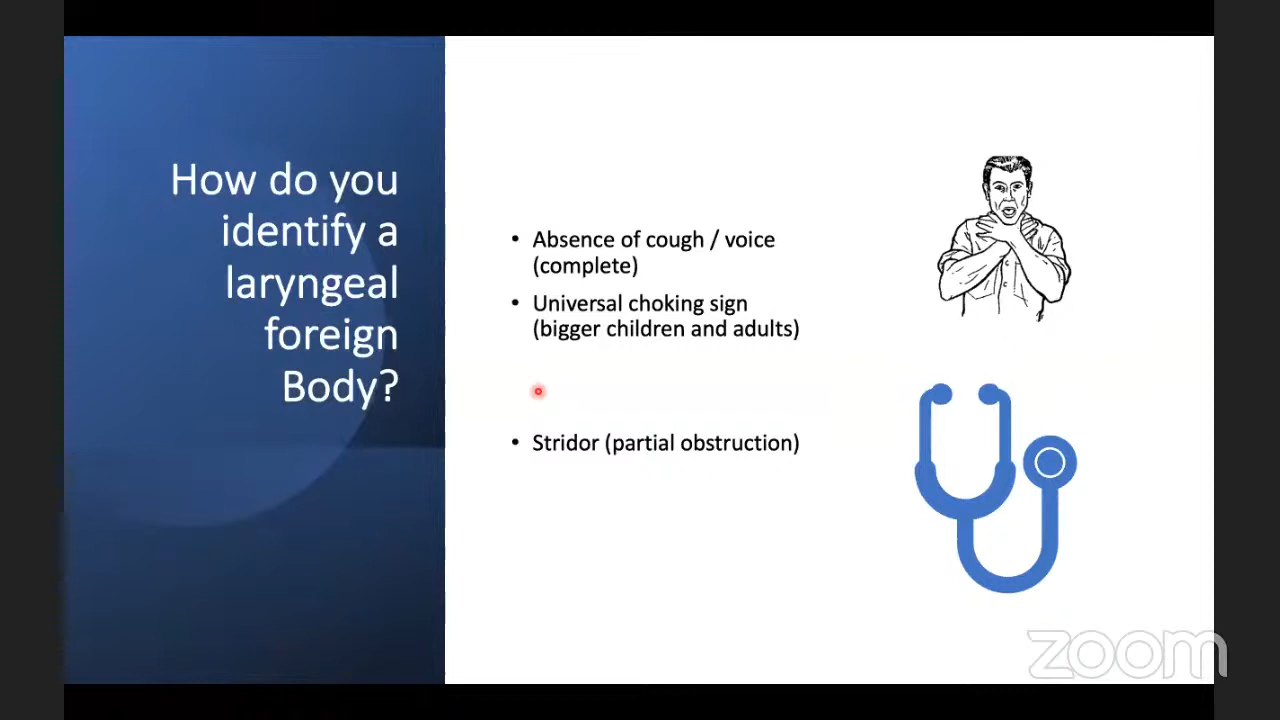 How do you
identify a
laryngeal
foreign
Body?
• Absence of cough / voice
(complete)
• Universal choking sign
(bigger children and adults)
• Stridor (partial obstruction)
zoom